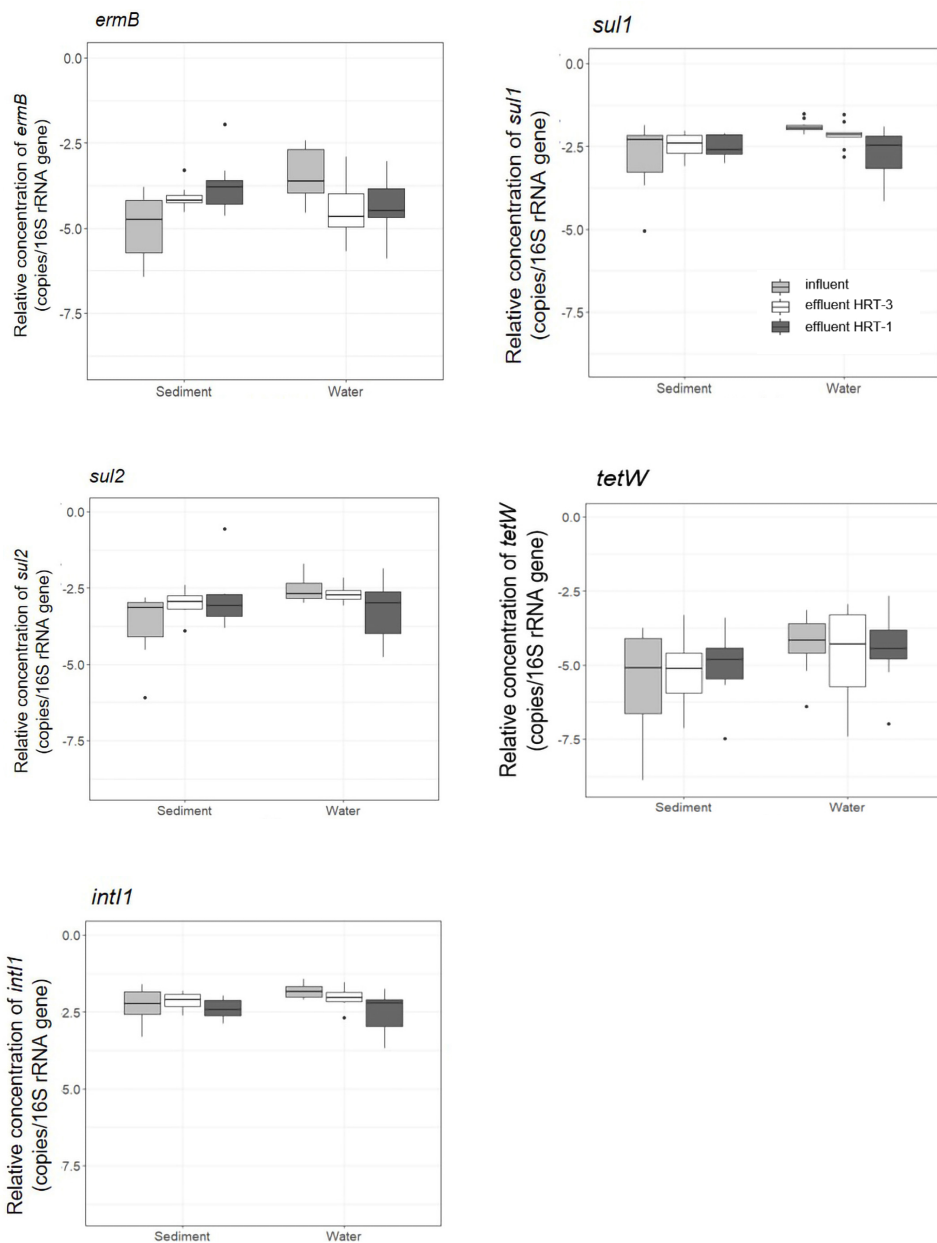 ermB
Relative concentration of ermB
(copies/16S rRNA gene)
0.0
-2.5
-5.0
-7.5
Sediment
Water
sul1
Relative concentration of sul1
(copies/16S rRNA gene)
0.0
-2.5
-5.0
-7.5
influent
effluent HRT-3
effluent HRT-1
Sediment
Water
sul2
Relative concentration of sul2
(copies/16S rRNA gene)
0.0
-2.5
-5.0
-7.5
Sediment
Water
tetW
Relative concentration of tetW
(copies/16S rRNA gene)
0.0
-2.5
-5.0
-7.5
Sediment
Water
intI1
Relative concentration of intI1
(copies/16S rRNA gene)
0.0
2.5
5.0
-7.5
Sediment
Water